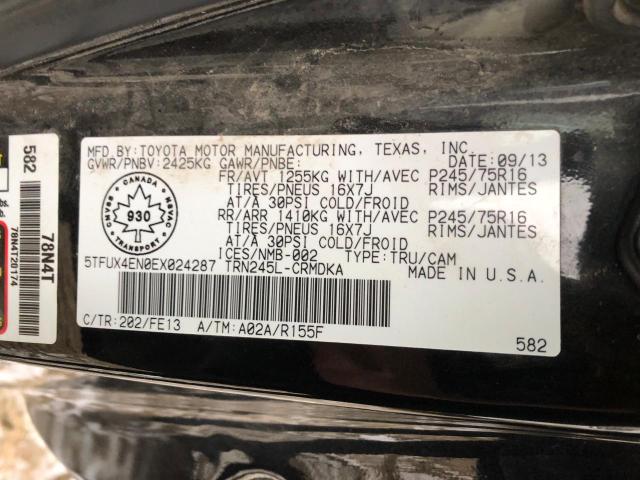 MFD BY:TOYOTA MOTOR MANUFACTURING, TEXAS, INC.
GVWR/PNBV: 2425KG GAWR/PNBE: DATE: 09/13
FR/AVT 1255KG WITH/AVEC P245/75R16
TIRES/PNEUS 16X7J RIMS/JANTES
AT/A 30PSI COLD/FROID
RR/ARR 1410KG WITH/AVEC P245/75R16
TIRES/PNEUS 16X7J RIMS/JANTES
AT/A 30PSI COLD/FROID
ICES/NMB-002 TYPE: TRU/CAM
CANADA
CMVSS NSVAC
930
5TFUX4EN0EX024287 TRN245L-CRMDKA MADE IN U.S.A.
C/TR:202/FE13 A/TM:A02A/R155F
582
582
78N4T
78N4T20174